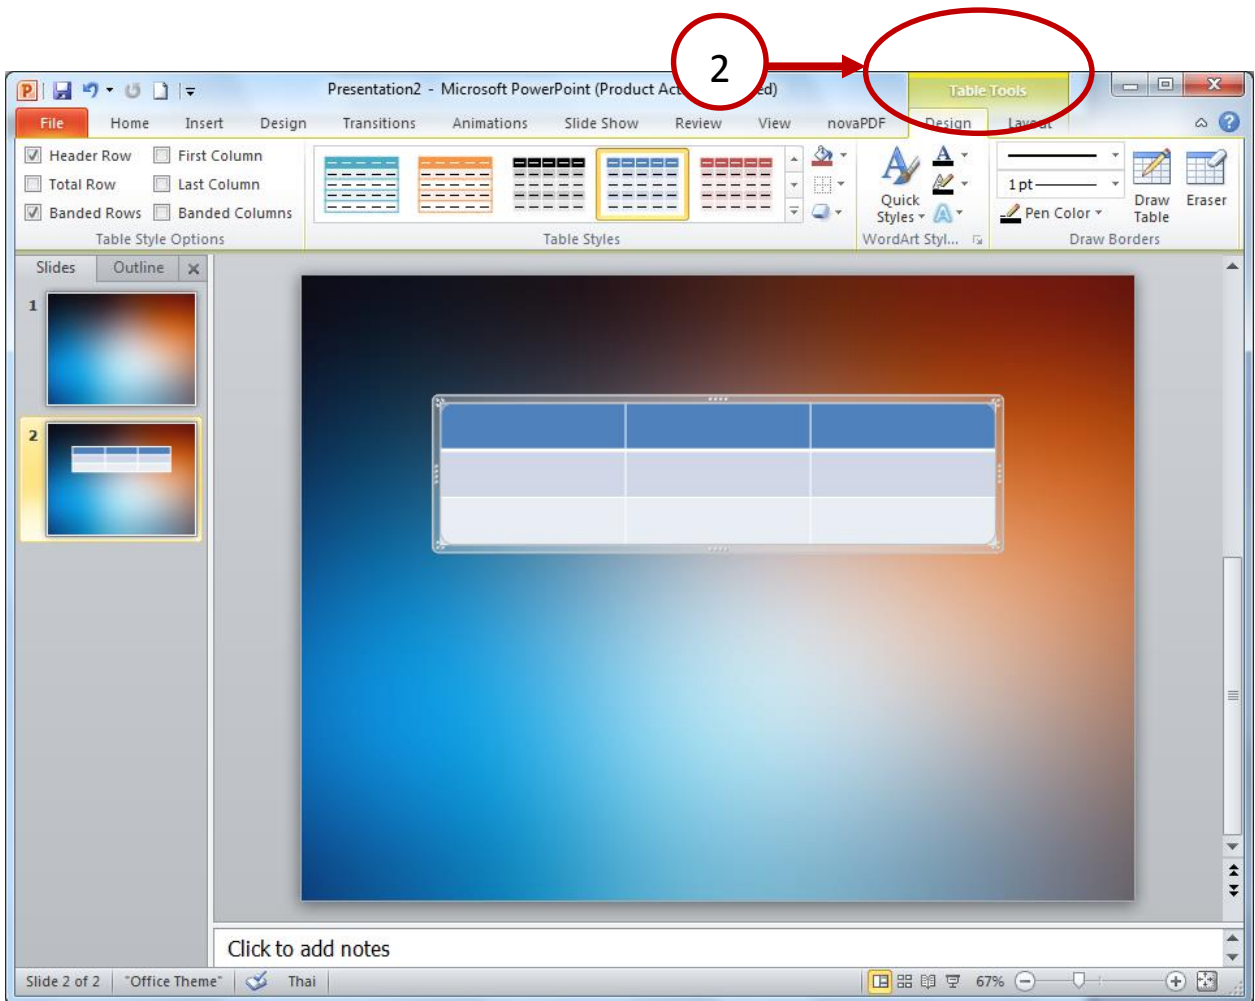 2
Presentation2 - Microsoft PowerPoint (Product Act ed)
Table Tools
File Home Insert Design Transitions Animations Slide Show Review View novaPDF Design Layout
Header Row First Column
Total Row Last Column
Banded Rows Banded Columns
Table Style Options
Table Styles
Quick
Styles
WordArt Styl...
1 pt
Pen Color
Draw
Table
Eraser
Draw Borders
Slides Outline
1
2
Click to add notes
Slide 2 of 2 "Office Theme" Thai 67%